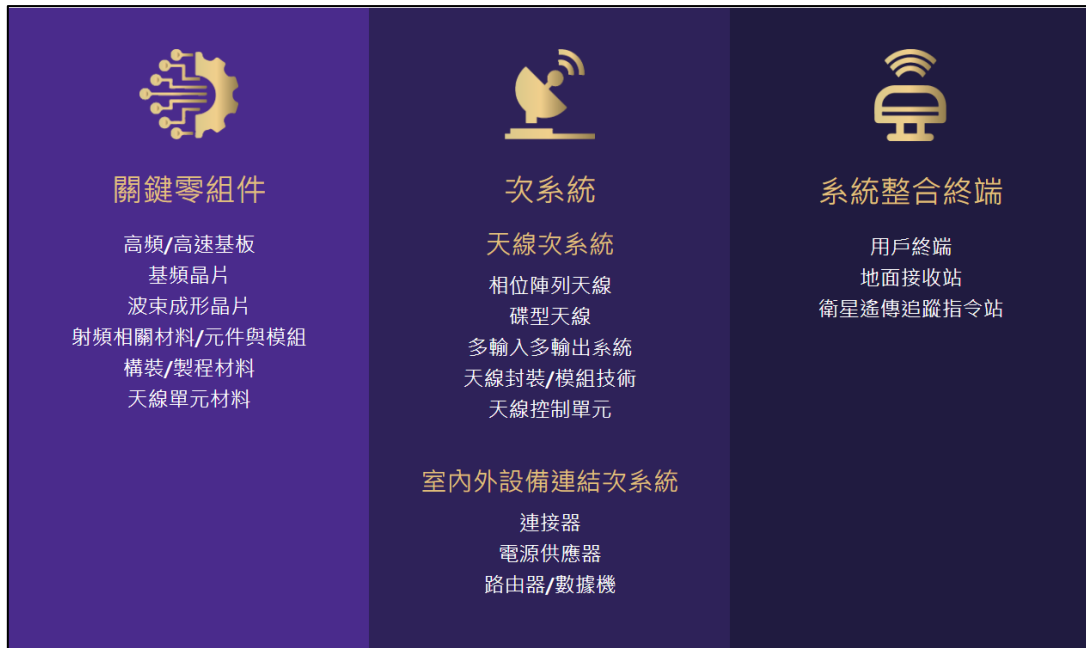 關鍵零組件
高頻/高速基板
基頻晶片
波束成形晶片
射頻相關材料/元件與模組
構裝/製程材料
天線單元材料
次系統
天線次系統
相位陣列天線
碟型天線
多輸入多輸出系統
天線封裝/模組技術
天線控制單元
室內外設備連結次系統
連接器
電源供應器
路由器/數據機
系統整合終端
用戶終端
地面接收站
衛星遙傳追蹤指令站